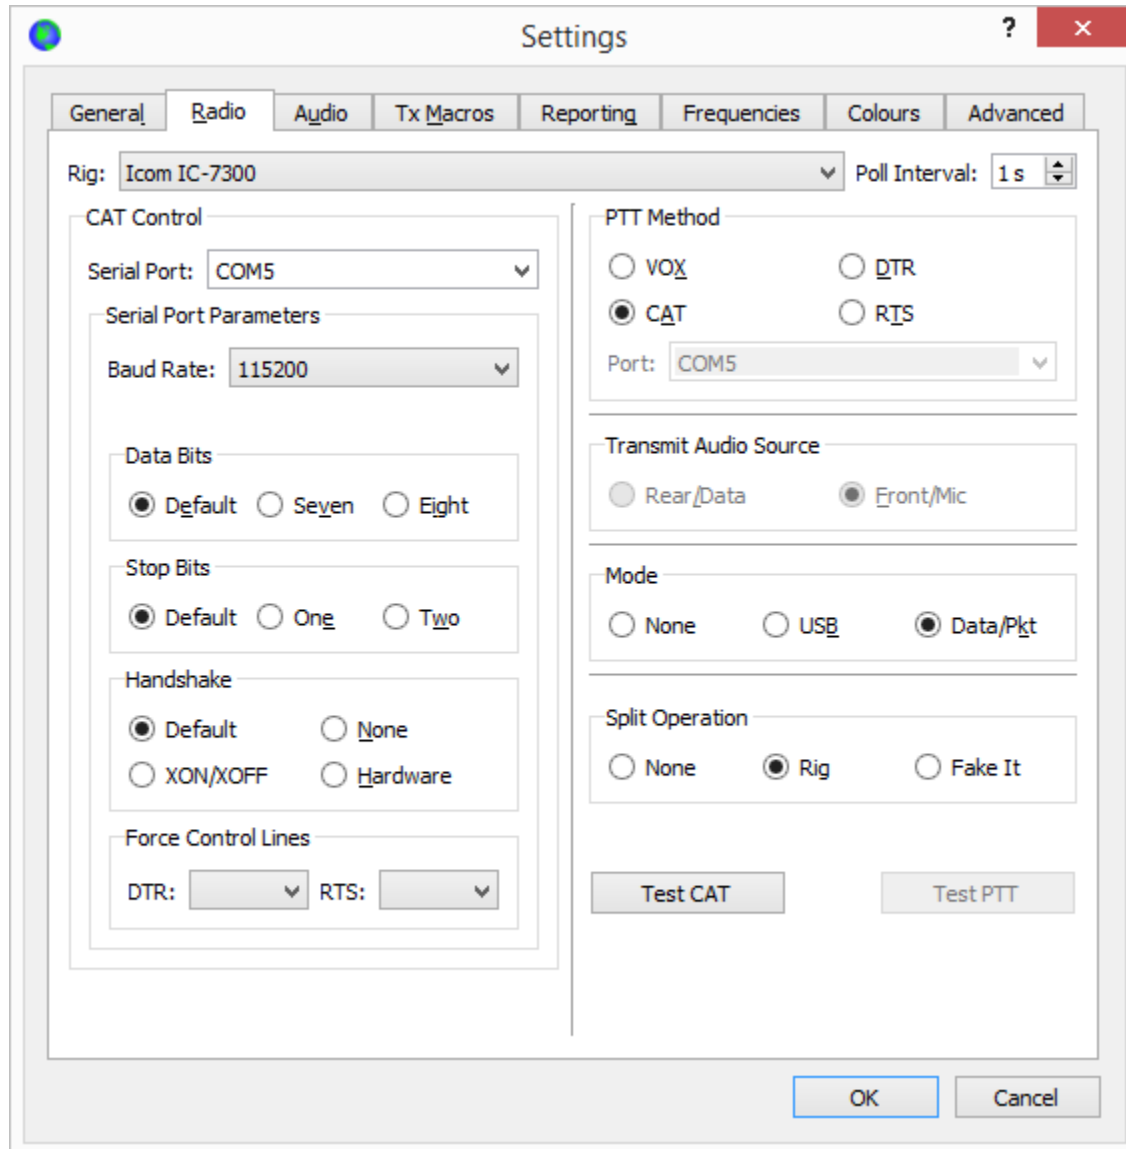 Settings
?
General Radio Audio Tx Macros Reporting Frequencies Colours Advanced
Rig: Icom IC-7300 Poll Interval: 1 s
CAT Control
Serial Port: COM5
Serial Port Parameters
Baud Rate: 115200
Data Bits
Default Seven Eight
Stop Bits
Default One Two
Handshake
Default None
XON/XOFF Hardware
Force Control Lines
DTR: RTS:
PTT Method
VOX DTR
CAT RTS
Port: COM5
Transmit Audio Source
Rear/Data Front/Mic
Mode
None USB Data/Pkt
Split Operation
None Rig Fake It
Test CAT Test PTT
OK Cancel